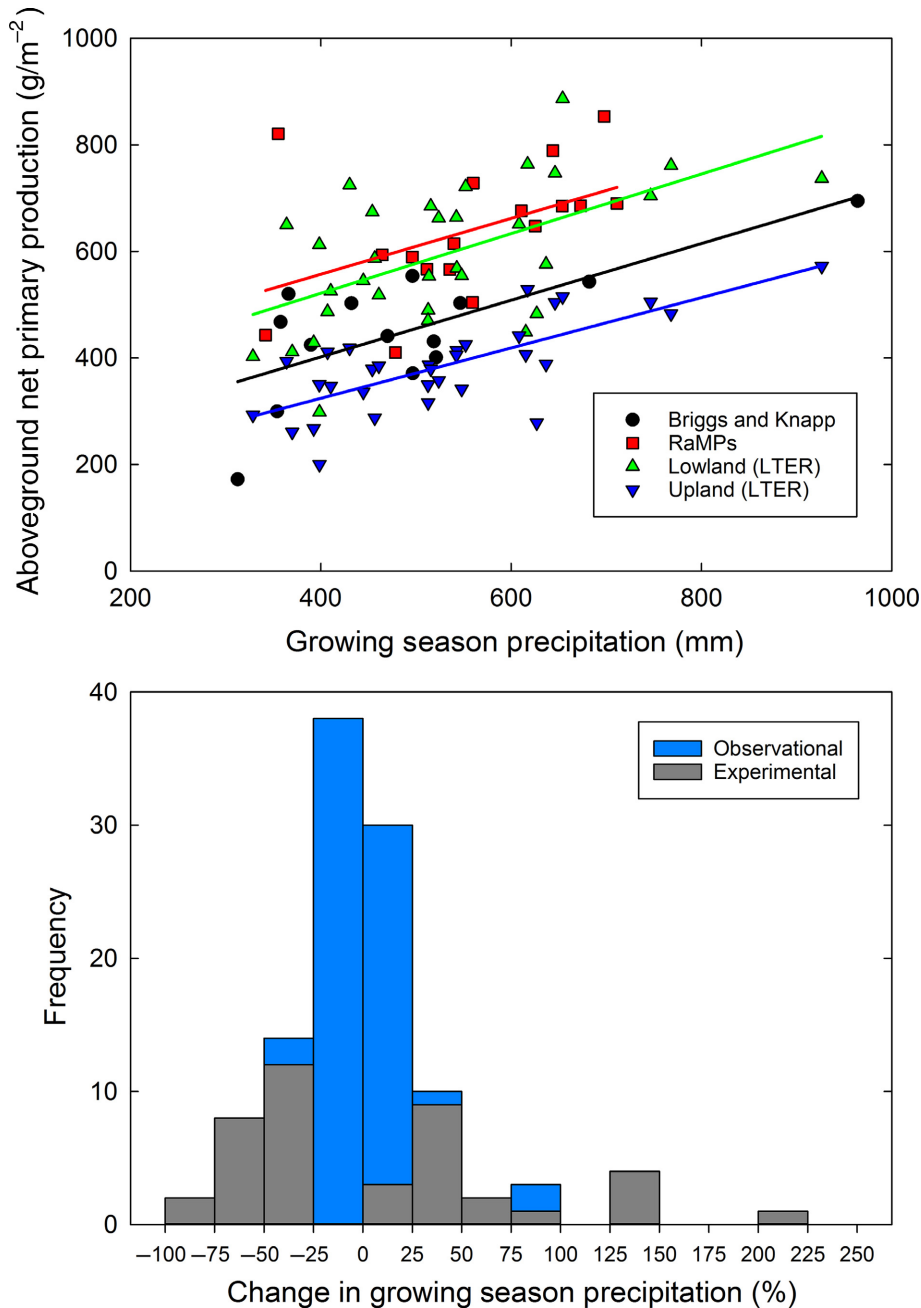 Aboveground net primary production (g/m⁻²)
1000
800
600
400
200
0
Briggs and Knapp
RaMPs
Lowland (LTER)
Upland (LTER)
200 400 600 800 1000
Growing season precipitation (mm)
Frequency
40
30
20
10
0
Observational
Experimental
–100 –75 –50 –25 0 25 50 75 100 125 150 175 200 225 250
Change in growing season precipitation (%)